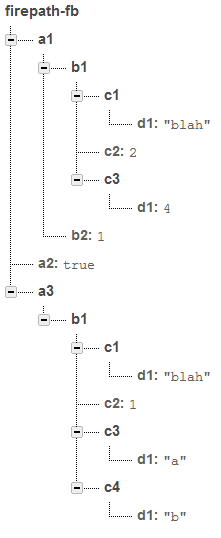 firepath-fb
a1
b1
c1
d1: "blah"
c2: 2
c3
d1: 4
b2: 1
a2: true
a3
b1
c1
d1: "blah"
c2: 1
c3
d1: "a"
c4
d1: "b"